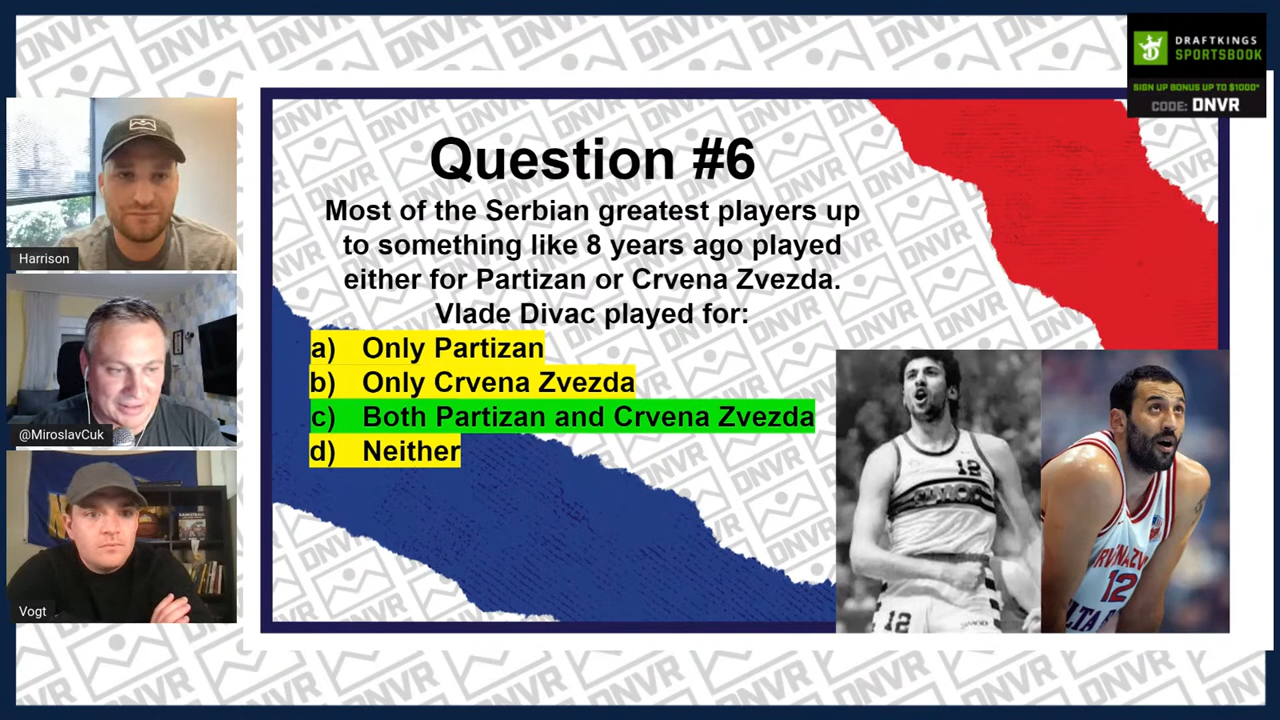 DRAFTKINGS
SPORTSBOOK
SIGN UP BONUS UP TO $1000*
CODE: DNVR
Question #6
Most of the Serbian greatest players up
to something like 8 years ago played
either for Partizan or Crvena Zvezda.
Vlade Divac played for:
a) Only Partizan
b) Only Crvena Zvezda
c) Both Partizan and Crvena Zvezda
d) Neither
Harrison
@MiroslavCuk
Vogt
12
12
12
DNVR